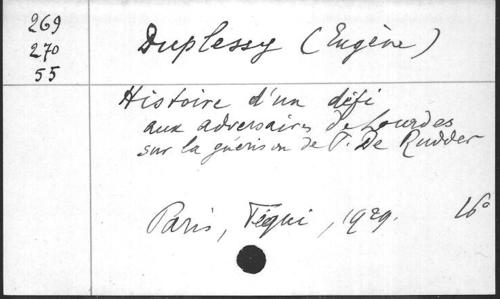 269
270
55
Duplessy (Eugène)
Histoire d'un défi
aux adversaires de Lourdes
sur la guérison de P. De Rudder
Paris, Téqui, 1929. 16°